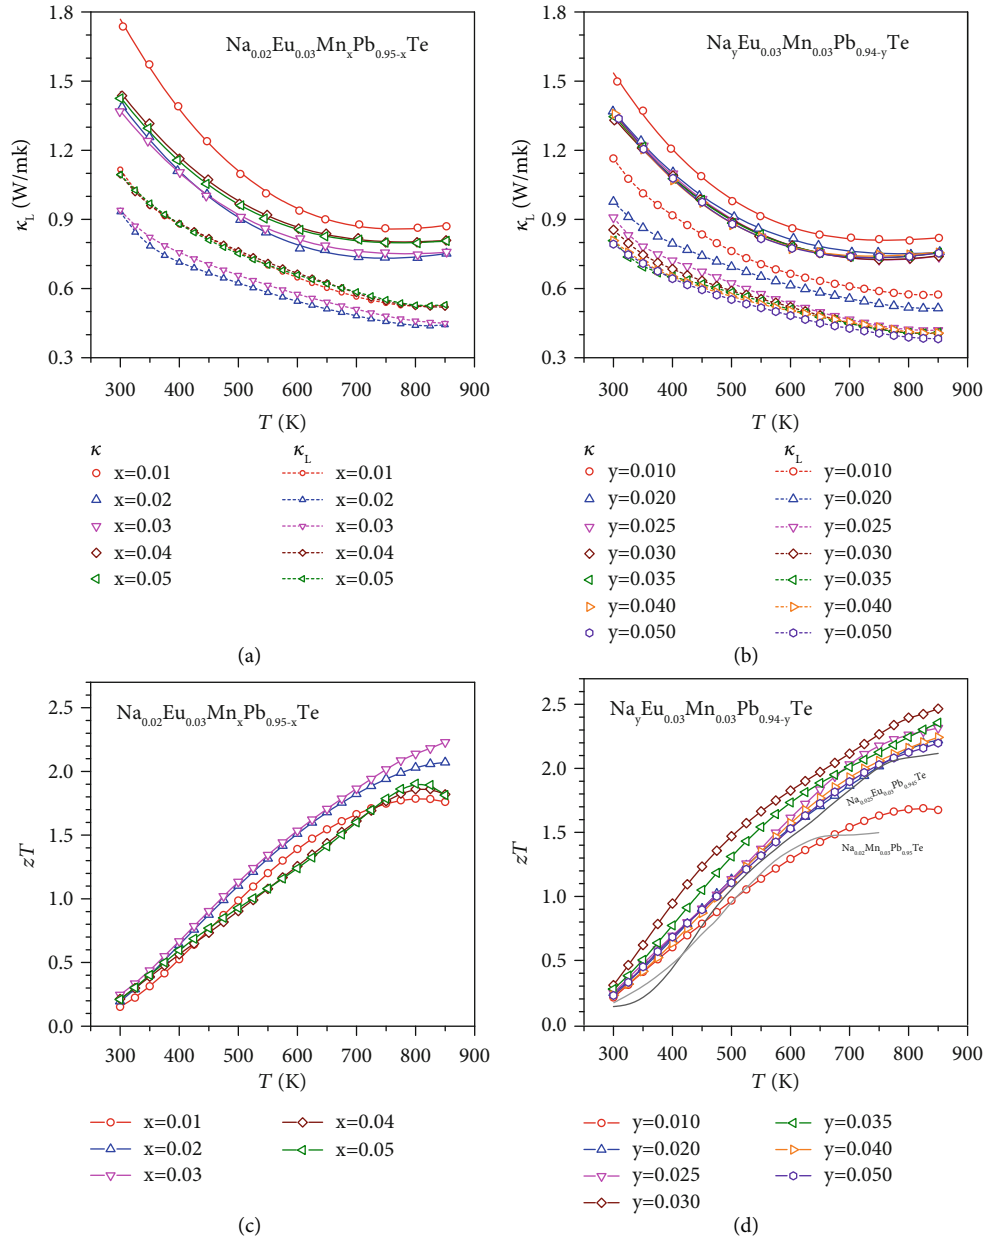 1.8
1.5
1.2
0.9
0.6
0.3
κL (W/mk)
Na0.02Eu0.03MnxPb0.95-xTe
300 400 500 600 700 800 900
T (K)
κ κL
x=0.01 x=0.01
x=0.02 x=0.02
x=0.03 x=0.03
x=0.04 x=0.04
x=0.05 x=0.05
(a)
1.8
1.5
1.2
0.9
0.6
0.3
κL (W/mk)
NayEu0.03Mn0.03Pb0.94-yTe
300 400 500 600 700 800 900
T (K)
κ κL
y=0.010 y=0.010
y=0.020 y=0.020
y=0.025 y=0.025
y=0.030 y=0.030
y=0.035 y=0.035
y=0.040 y=0.040
y=0.050 y=0.050
(b)
2.5
2.0
1.5
1.0
0.5
0.0
zT
Na0.02Eu0.03MnxPb0.95-xTe
300 400 500 600 700 800 900
T (K)
x=0.01 x=0.04
x=0.02 x=0.05
x=0.03
(c)
2.5
2.0
1.5
1.0
0.5
0.0
zT
NayEu0.03Mn0.03Pb0.94-yTe
Na0.025Eu0.03Pb0.945Te
Na0.02Mn0.03Pb0.95Te
300 400 500 600 700 800 900
T (K)
y=0.010 y=0.035
y=0.020 y=0.040
y=0.025 y=0.050
y=0.030
(d)